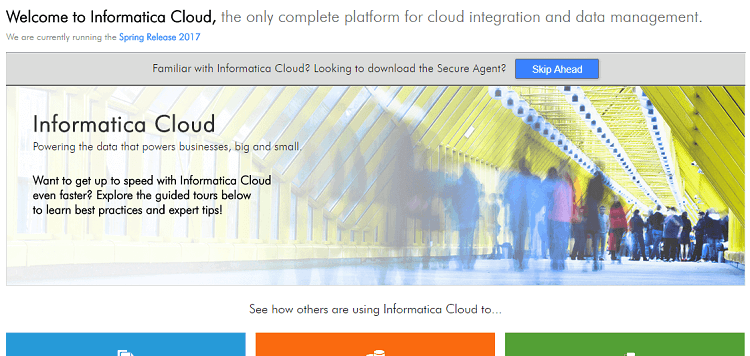 Welcome to Informatica Cloud, the only complete platform for cloud integration and data management.
We are currently running the Spring Release 2017
Familiar with Informatica Cloud? Looking to download the Secure Agent? Skip Ahead
Informatica Cloud
Powering the data that powers businesses, big and small.
Want to get up to speed with Informatica Cloud
even faster? Explore the guided tours below
to learn best practices and expert tips!
See how others are using Informatica Cloud to...